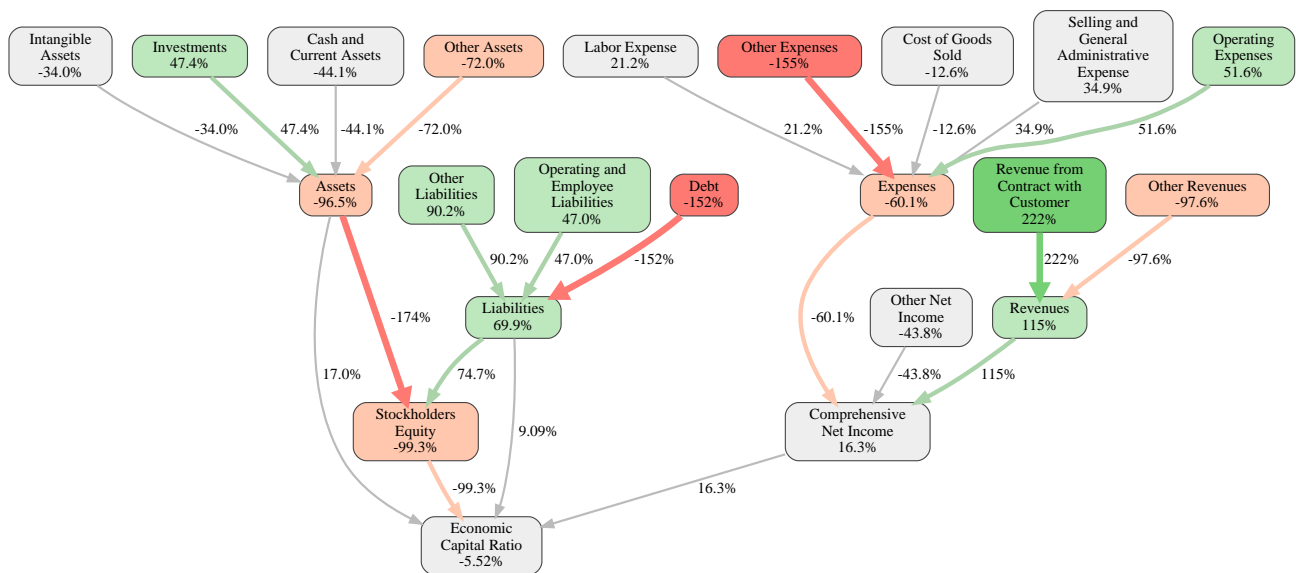 Intangible
Assets
-34.0%
Investments
47.4%
Cash and
Current Assets
-44.1%
Other Assets
-72.0%
Labor Expense
21.2%
Other Expenses
-155%
Cost of Goods
Sold
-12.6%
Selling and
General
Administrative
Expense
34.9%
Operating
Expenses
51.6%
-34.0%
47.4%
-44.1%
-72.0%
21.2%
-155%
-12.6%
34.9%
51.6%
Assets
-96.5%
Other
Liabilities
90.2%
Operating and
Employee
Liabilities
47.0%
Debt
-152%
Expenses
-60.1%
Revenue from
Contract with
Customer
222%
Other Revenues
-97.6%
90.2%
47.0%
-152%
222%
-97.6%
-174%
Liabilities
69.9%
-60.1%
Other Net
Income
-43.8%
Revenues
115%
17.0%
74.7%
-43.8%
115%
Stockholders
Equity
-99.3%
9.09%
Comprehensive
Net Income
16.3%
-99.3%
16.3%
Economic
Capital Ratio
-5.52%